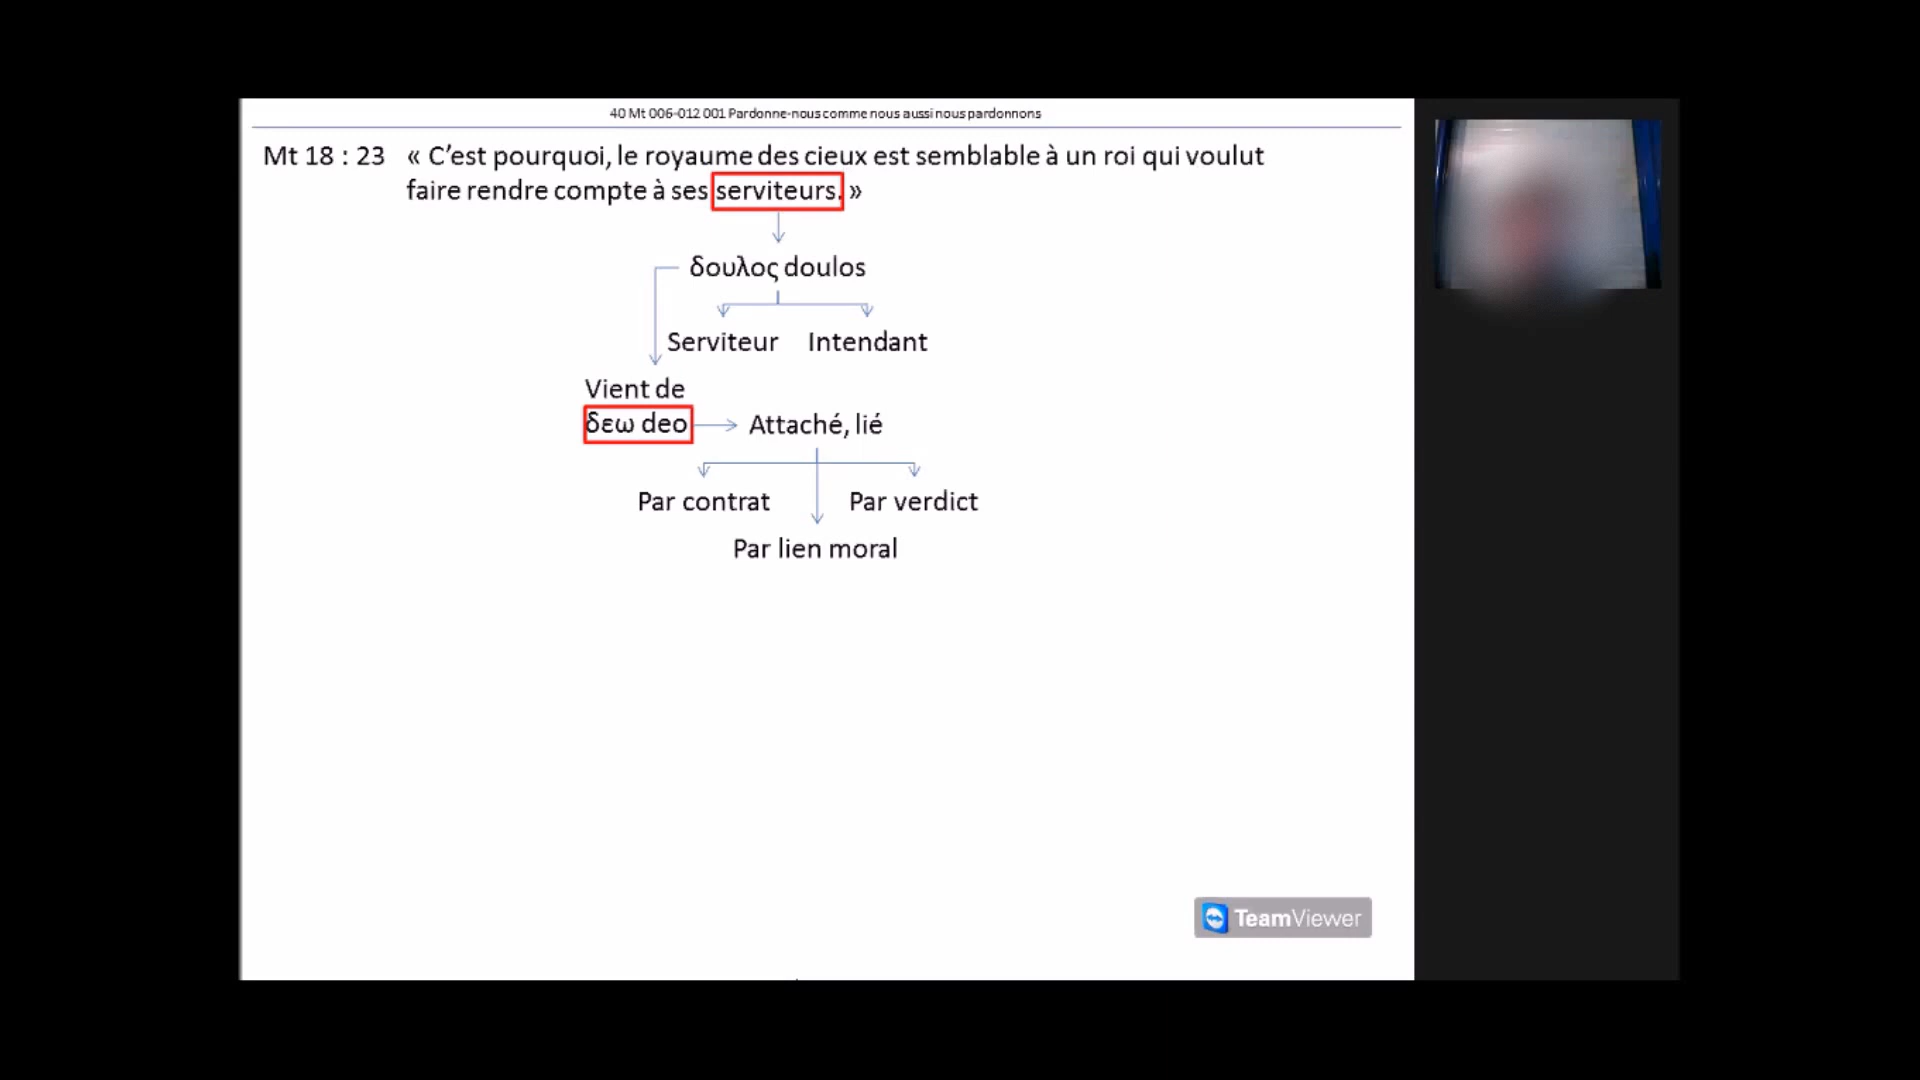 40 Mt 006-012 001 Pardonne-nous comme nous aussi nous pardonnons
Mt 18 : 23 « C’est pourquoi, le royaume des cieux est semblable à un roi qui voulut
faire rendre compte à ses serviteurs. »
δουλος doulos
Serviteur Intendant
Vient de
δεω deo Attaché, lié
Par contrat Par verdict
Par lien moral
TeamViewer